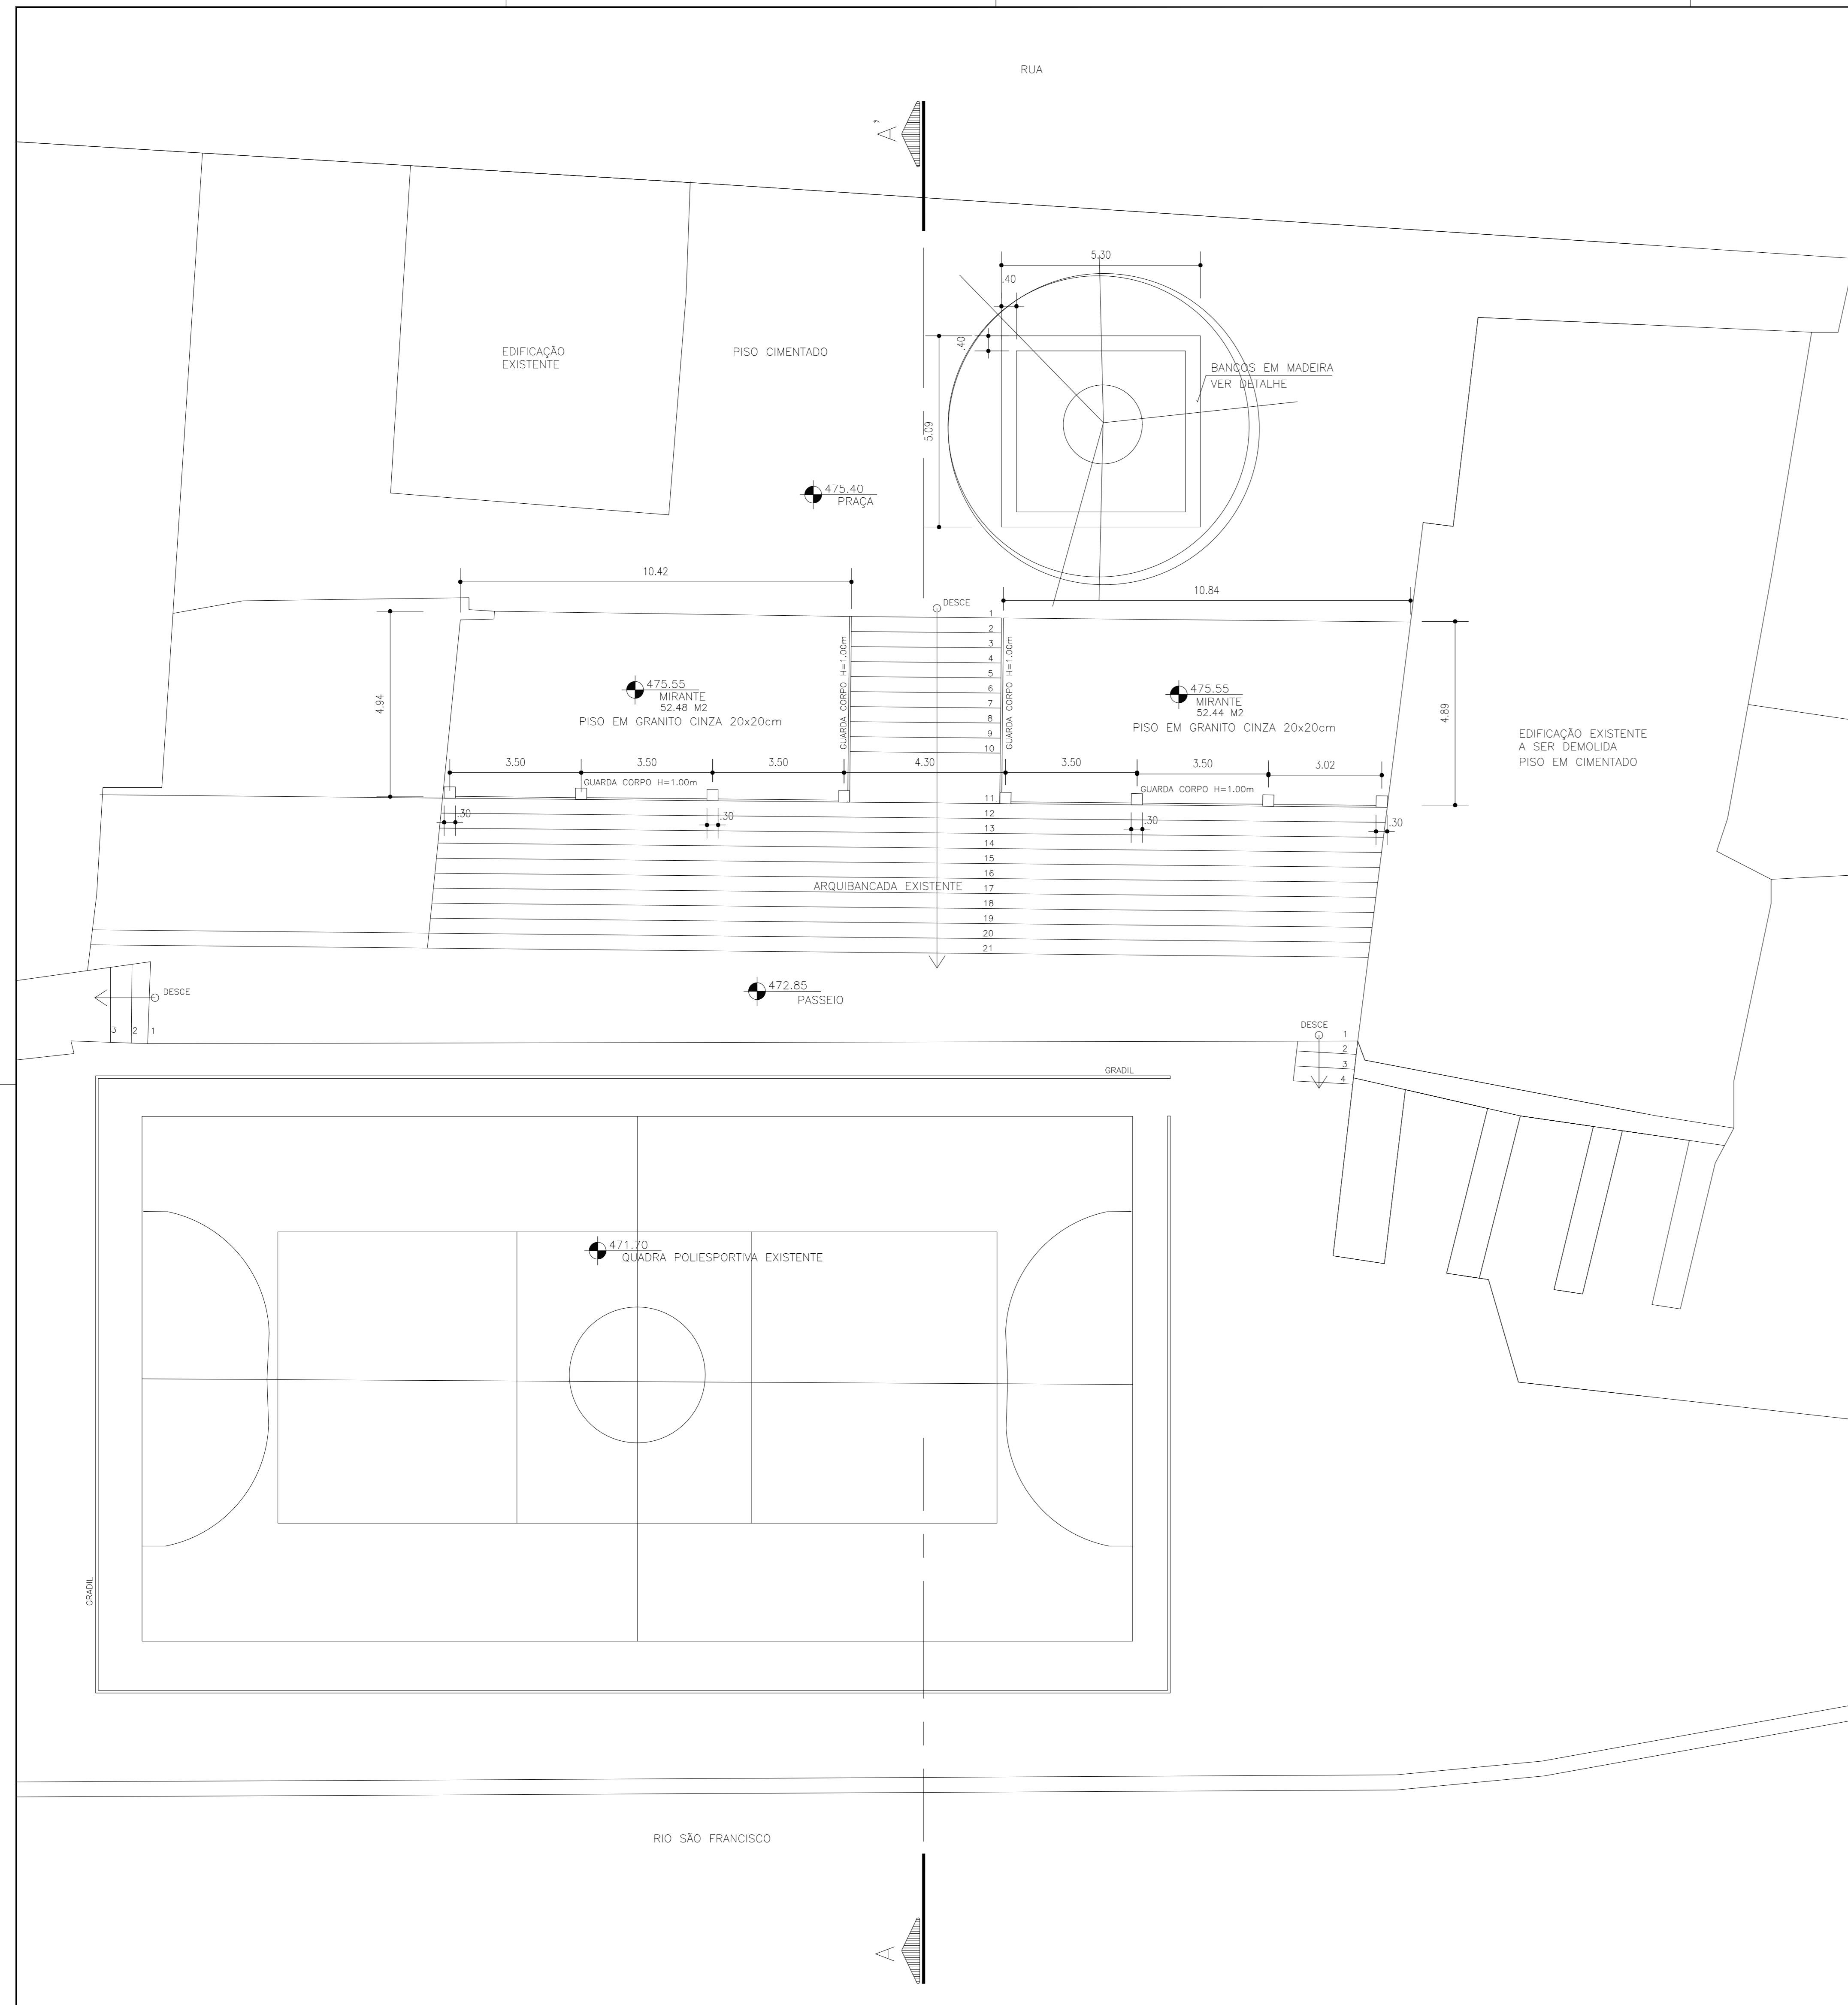 RUA
A'
5.30
.40
.40
EDIFICAÇÃO
EXISTENTE
PISO CIMENTADO
BANCOS EM MADEIRA
VER DETALHE
5.09
475.40
PRAÇA
10.42
10.84
DESCE
1
2
3
4
5
6
7
8
9
10
11
12
13
14
15
16
17
18
19
20
21
GUARDA CORPO H=1.00m
GUARDA CORPO H=1.00m
4.94
475.55
MIRANTE
52.48 M2
PISO EM GRANITO CINZA 20x20cm
475.55
MIRANTE
52.44 M2
PISO EM GRANITO CINZA 20x20cm
4.89
EDIFICAÇÃO EXISTENTE
A SER DEMOLIDA
PISO EM CIMENTADO
3.50
3.50
3.50
4.30
3.50
3.50
3.02
GUARDA CORPO H=1.00m
GUARDA CORPO H=1.00m
.30
.30
.30
.30
ARQUIBANCADA EXISTENTE
472.85
PASSEIO
DESCE
3
2
1
DESCE
1
2
3
4
GRADIL
471.70
QUADRA POLIESPORTIVA EXISTENTE
GRADIL
RIO SÃO FRANCISCO
A